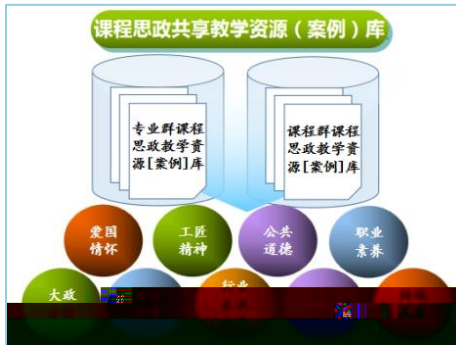 课程思政共享教学资源（案例）库
专业群课程
思政教学资
源[案例]库
课程群课程
思政教学资
源[案例]库
爱国
情怀
工匠
精神
公共
道德
职业
素养
大政
行业